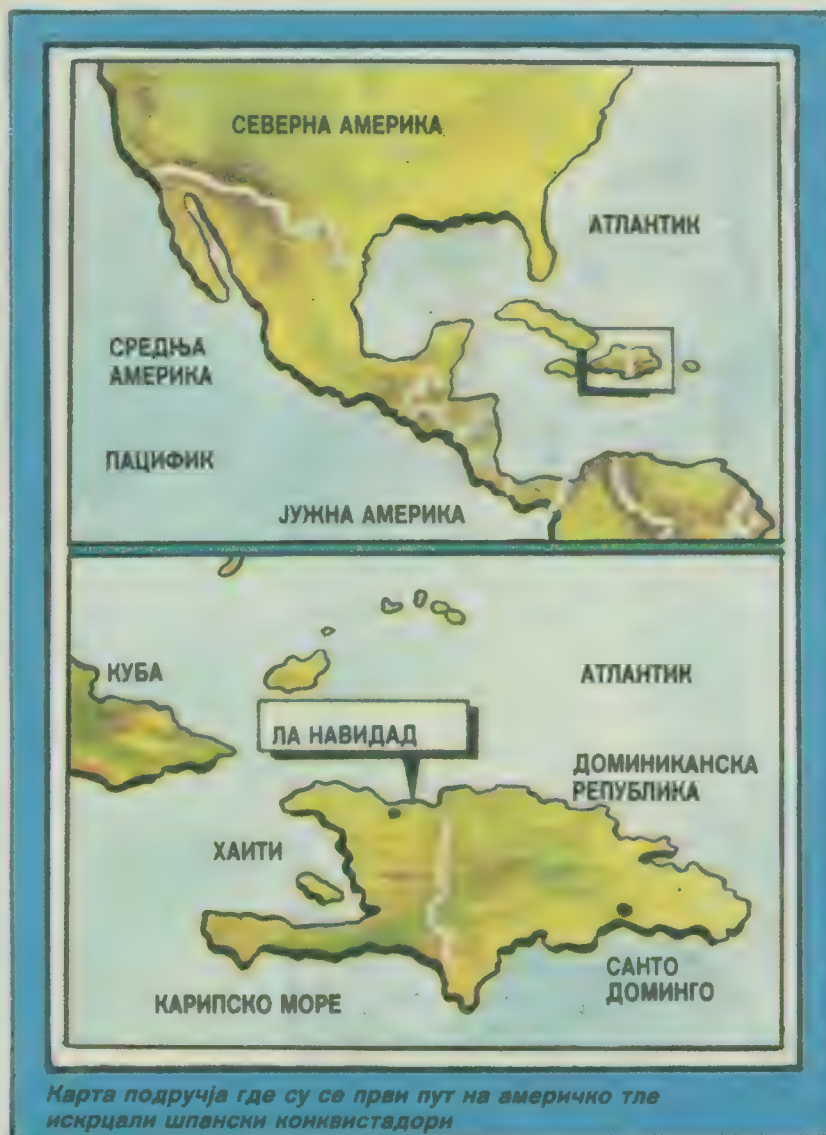 СЕВЕРНА АМЕРИКА
АТЛАНТИК
СРЕДЊА
АМЕРИКА
ПАЦИФИК
ЈУЖНА АМЕРИКА
КУБА
АТЛАНТИК
ЛА НАВИДАД
ДОМИНИКАНСКА
РЕПУБЛИКА
ХАИТИ
САНТО
ДОМИНГО
КАРИПСКО МОРЕ
Карта подручја где су се први пут на америчко тле
искрцали шпански конквистадори